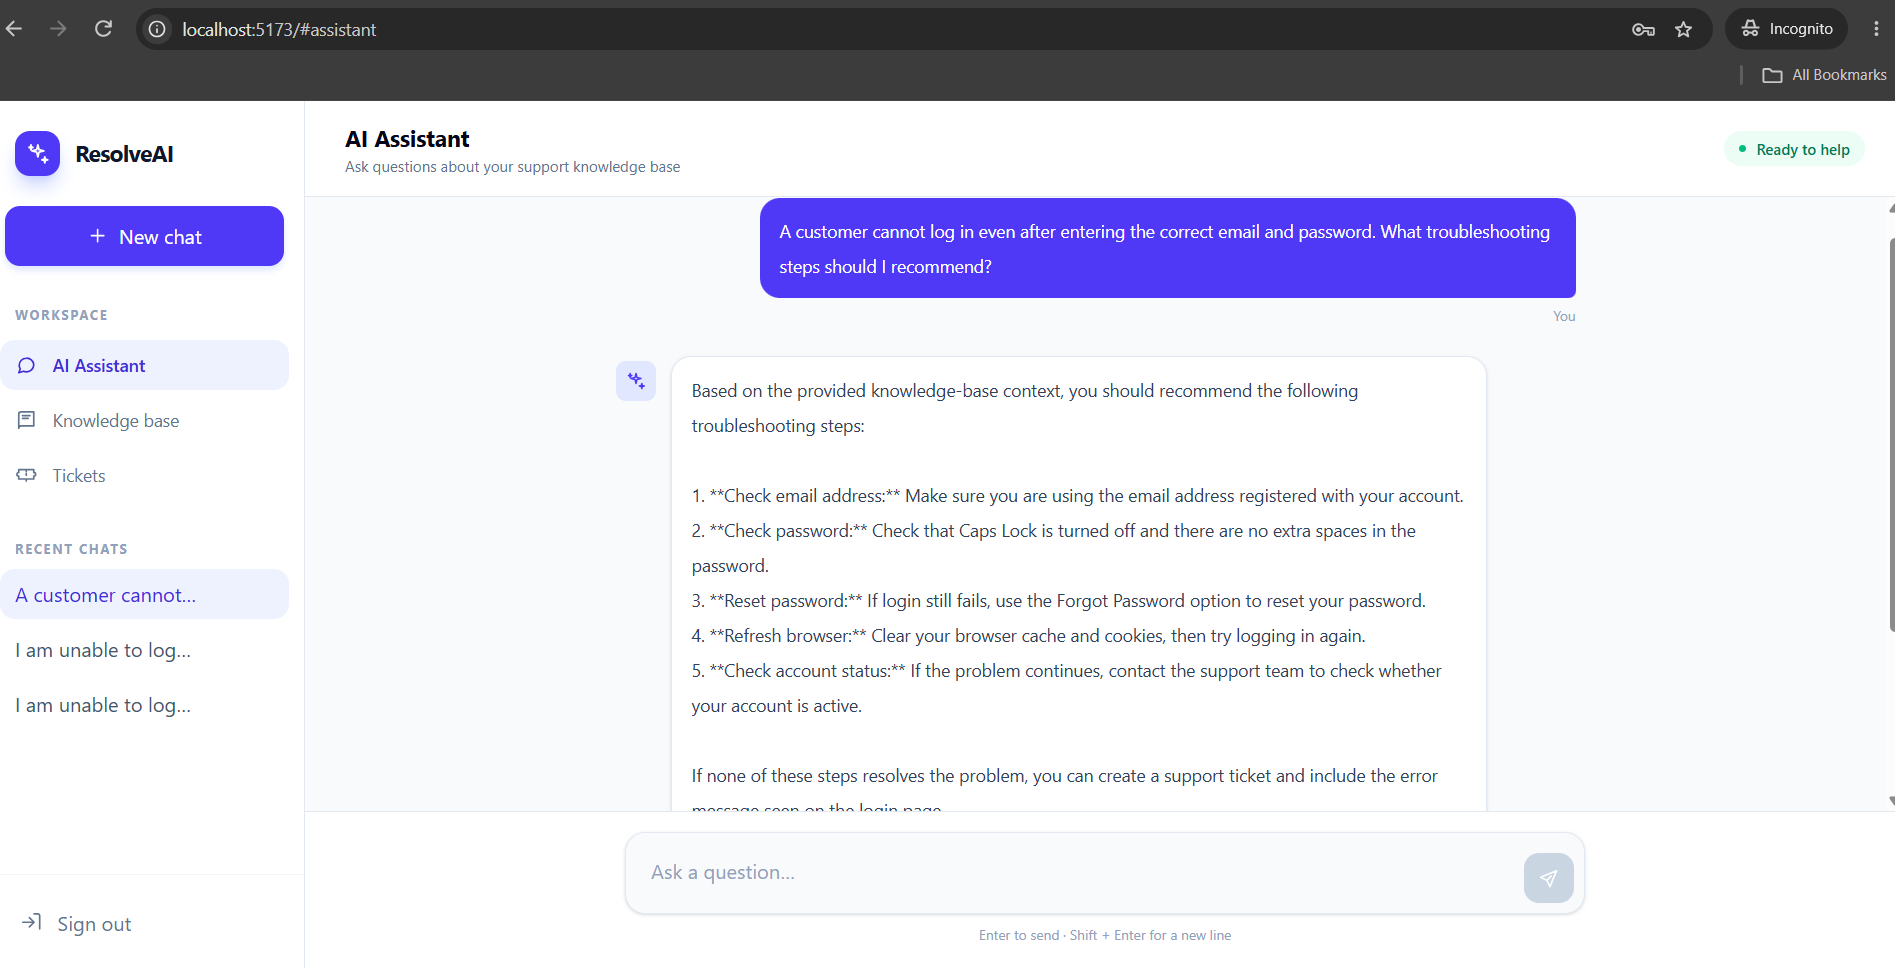 localhost:5173/#assistant
Incognito
All Bookmarks
ResolveAI
New chat
WORKSPACE
AI Assistant
Knowledge base
Tickets
RECENT CHATS
A customer cannot...
I am unable to log...
I am unable to log...
Sign out
AI Assistant
Ask questions about your support knowledge base
Ready to help
A customer cannot log in even after entering the correct email and password. What troubleshooting
steps should I recommend?
You
Based on the provided knowledge-base context, you should recommend the following
troubleshooting steps:
1. **Check email address:** Make sure you are using the email address registered with your account.
2. **Check password:** Check that Caps Lock is turned off and there are no extra spaces in the
password.
3. **Reset password:** If login still fails, use the Forgot Password option to reset your password.
4. **Refresh browser:** Clear your browser cache and cookies, then try logging in again.
5. **Check account status:** If the problem continues, contact the support team to check whether
your account is active.
If none of these steps resolves the problem, you can create a support ticket and include the error
message seen on the login page
Ask a question...
Enter to send · Shift + Enter for a new line